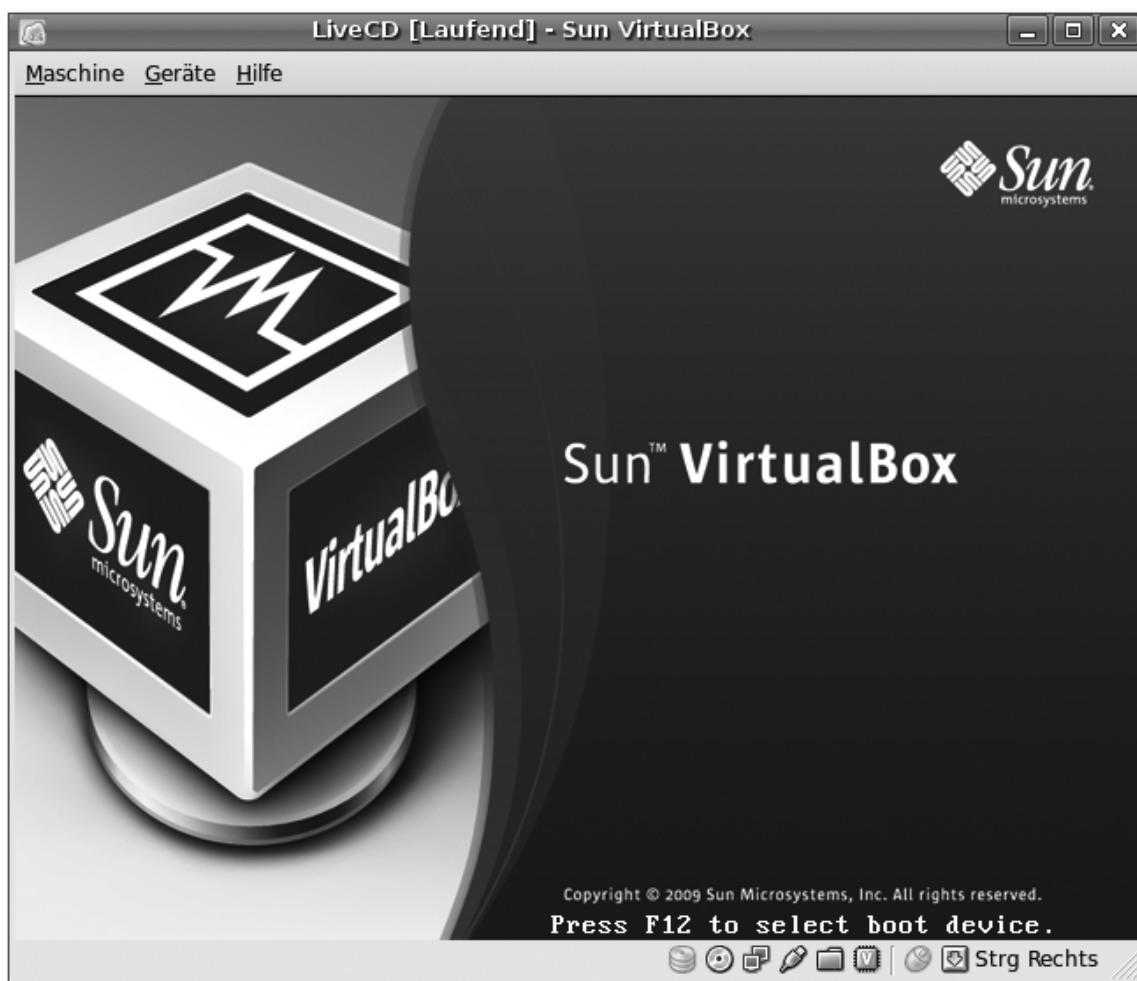 LiveCD [Laufend] - Sun VirtualBox
Maschine Geräte Hilfe
Sun
microsystems
Sun™ VirtualBox
Sun
microsystems
VirtualBo
Copyright © 2009 Sun Microsystems, Inc. All rights reserved.
Press F12 to select boot device.
V
Strg Rechts